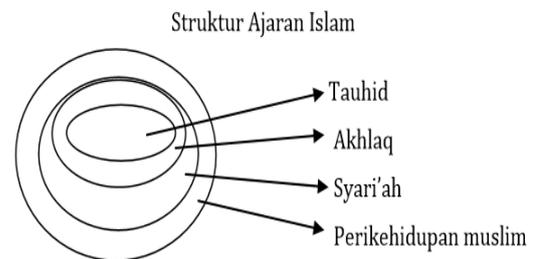 Struktur Ajaran Islam
Tauhid
Akhlaq
Syari'ah
Perikehidupan muslim